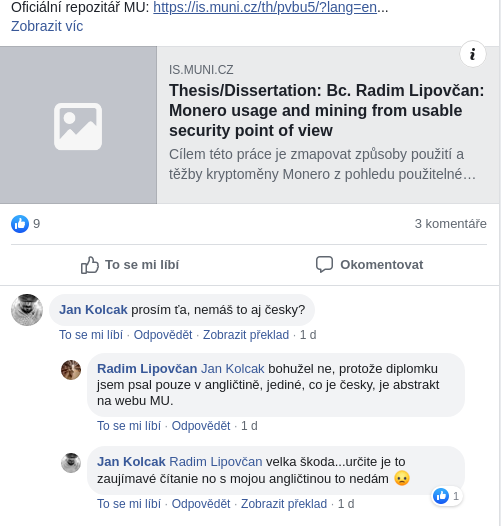 Oficiální repozitář MU: https://is.muni.cz/th/pvbu5/?lang=en...
Zobrazit víc
IS.MUNI.CZ
Thesis/Dissertation: Bc. Radim Lipovčan:
Monero usage and mining from usable
security point of view
Cílem této práce je zmapovat způsoby použití a
těžby kryptoměny Monero z pohledu použitelné…
9
3 komentáře
To se mi líbí
Okomentovat
Jan Kolcak prosím ťa, nemáš to aj česky?
To se mi líbí · Odpovědět · Zobrazit překlad · 1 d
Radim Lipovčan Jan Kolcak bohužel ne, protože diplomku
jsem psal pouze v angličtině, jediné, co je česky, je abstrakt
na webu MU.
To se mi líbí · Odpovědět · 1 d
Jan Kolcak Radim Lipovčan velka škoda...určite je to
zaujímavé čítanie no s mojou angličtinou to nedám 😣
1
To se mi líbí · Odpovědět · Zobrazit překlad · 1 d